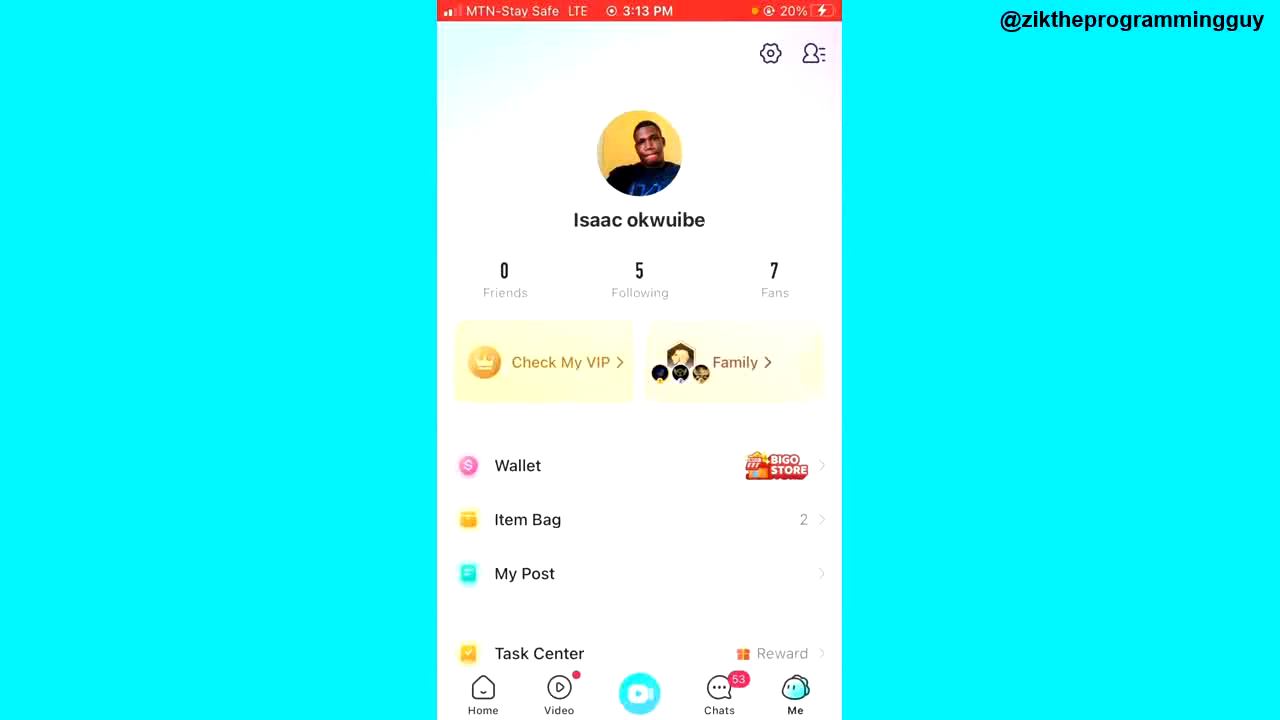 MTN-Stay Safe LTE 3:13 PM 20%
@ziktheprogrammingguy
Isaac okwuibe
0 5 7
Friends Following Fans
Check My VIP Family
Wallet BIGO
STORE
Item Bag 2
My Post
Task Center Reward
53
Home Video Chats Me